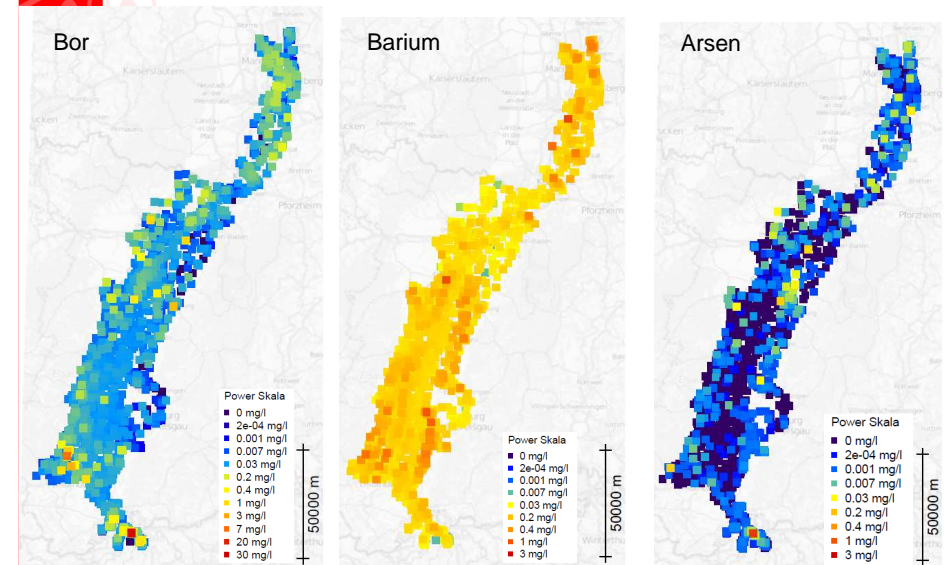 Bor
Power Skala
0 mg/l
2e-04 mg/l
0.001 mg/l
0.007 mg/l
0.03 mg/l
0.2 mg/l
0.4 mg/l
1 mg/l
3 mg/l
7 mg/l
20 mg/l
30 mg/l
50000 m
Barium
Kaiserslautern
Pforzheim
Power Skala
0 mg/l
2e-04 mg/l
0.001 mg/l
0.007 mg/l
0.03 mg/l
0.2 mg/l
0.4 mg/l
1 mg/l
3 mg/l
50000 m
Arsen
Kaiserslautern
Pforzheim
Power Skala
0 mg/l
2e-04 mg/l
0.001 mg/l
0.007 mg/l
0.03 mg/l
0.2 mg/l
0.4 mg/l
1 mg/l
3 mg/l
50000 m